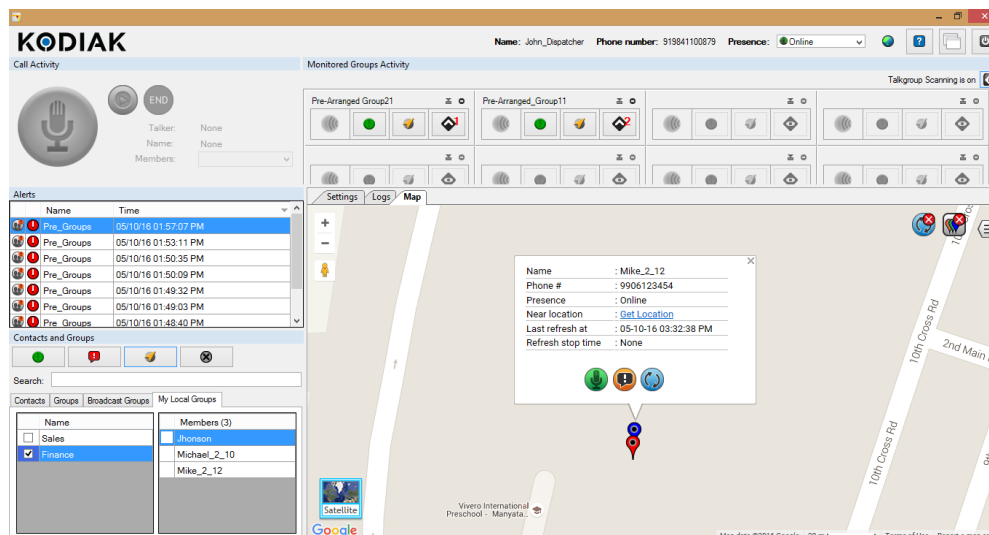 KODIAK
Name: John_Dispatcher Phone number: 919841100879 Presence: Online
Call Activity
Monitored Groups Activity
Talkgroup Scanning is on
END
Talker: None
Name: None
Members:
Pre-Arranged Group21
1
Pre-Arranged_Group11
2
Alerts
Name Time
Pre_Groups 05/10/16 01:57:07 PM
Pre_Groups 05/10/16 01:53:11 PM
Pre_Groups 05/10/16 01:50:35 PM
Pre_Groups 05/10/16 01:50:09 PM
Pre_Groups 05/10/16 01:49:32 PM
Pre_Groups 05/10/16 01:49:03 PM
Pre_Groups 05/10/16 01:48:40 PM
Contacts and Groups
Search:
Contacts Groups Broadcast Groups My Local Groups
Name
Sales
Finance
Members (3)
Jhonson
Michael_2_10
Mike_2_12
Settings Logs Map
Name : Mike_2_12
Phone # : 9906123454
Presence : Online
Near location : Get Location
Last refresh at : 05-10-16 03:32:38 PM
Refresh stop time : None
10th Cross Rd
10th Cross Rd
2nd Main
Vivero International
Preschool - Manyata...
Satellite
Google